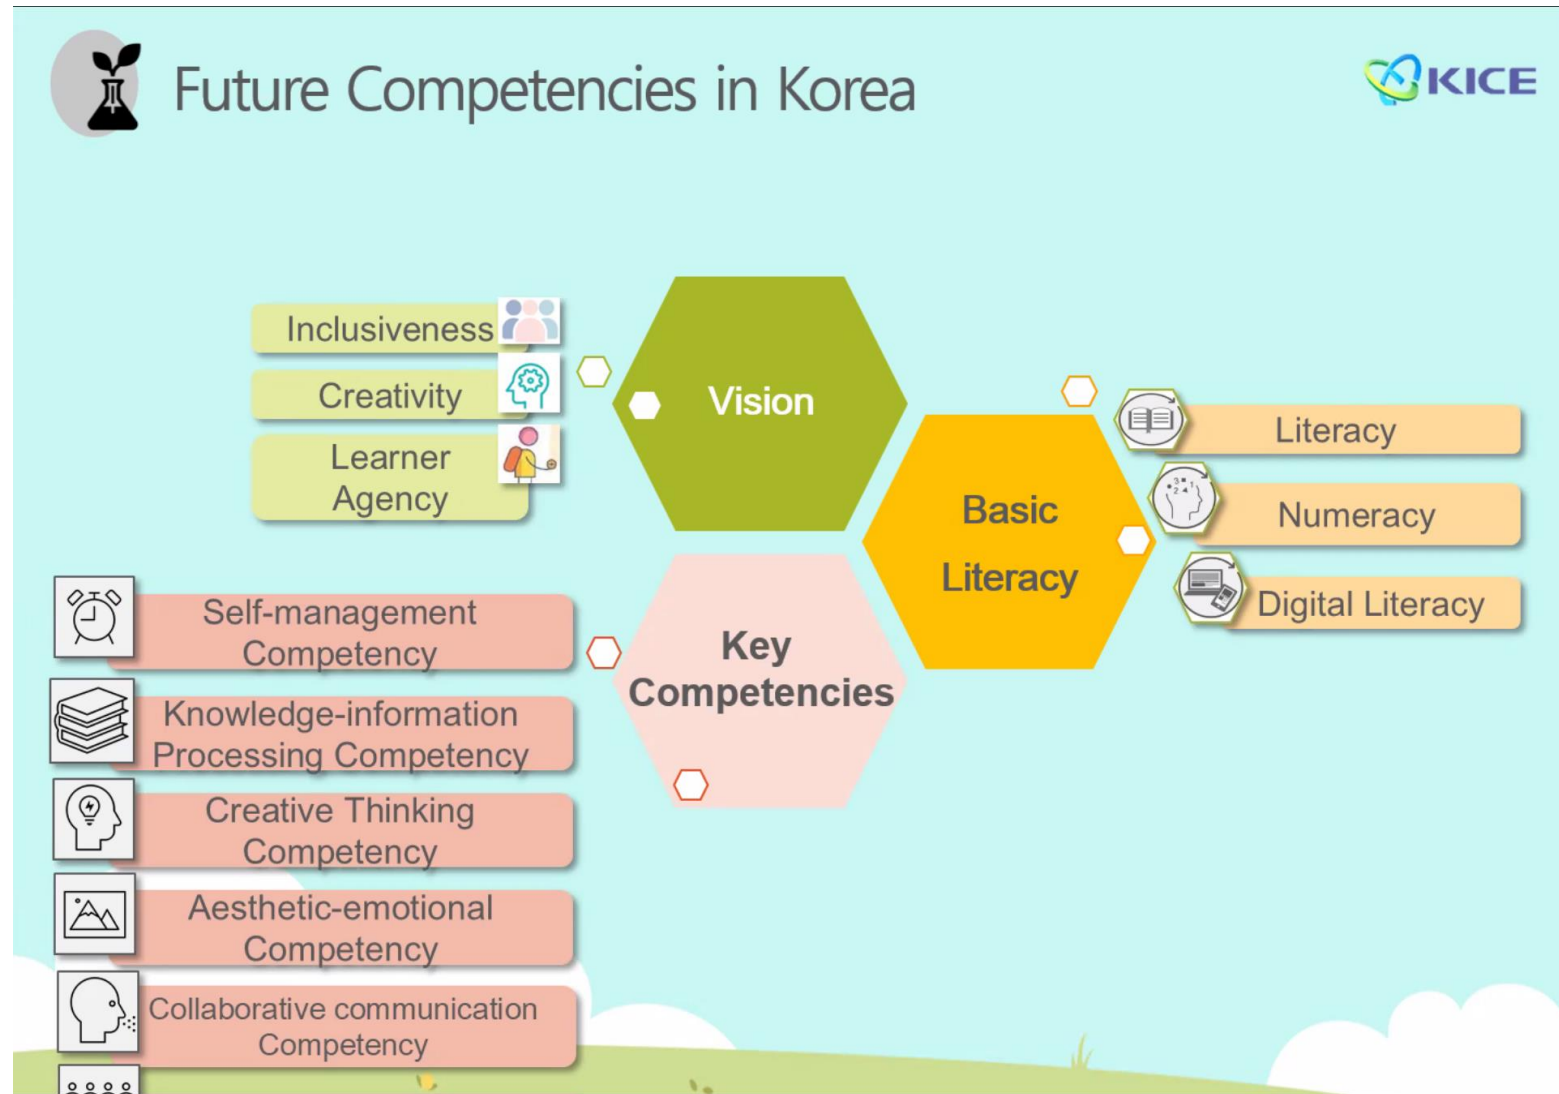 Future Competencies in Korea
KICE
Inclusiveness
Creativity
Learner
Agency
Vision
Basic
Literacy
Literacy
Numeracy
Digital Literacy
Key
Competencies
Self-management
Competency
Knowledge-information
Processing Competency
Creative Thinking
Competency
Aesthetic-emotional
Competency
Collaborative communication
Competency